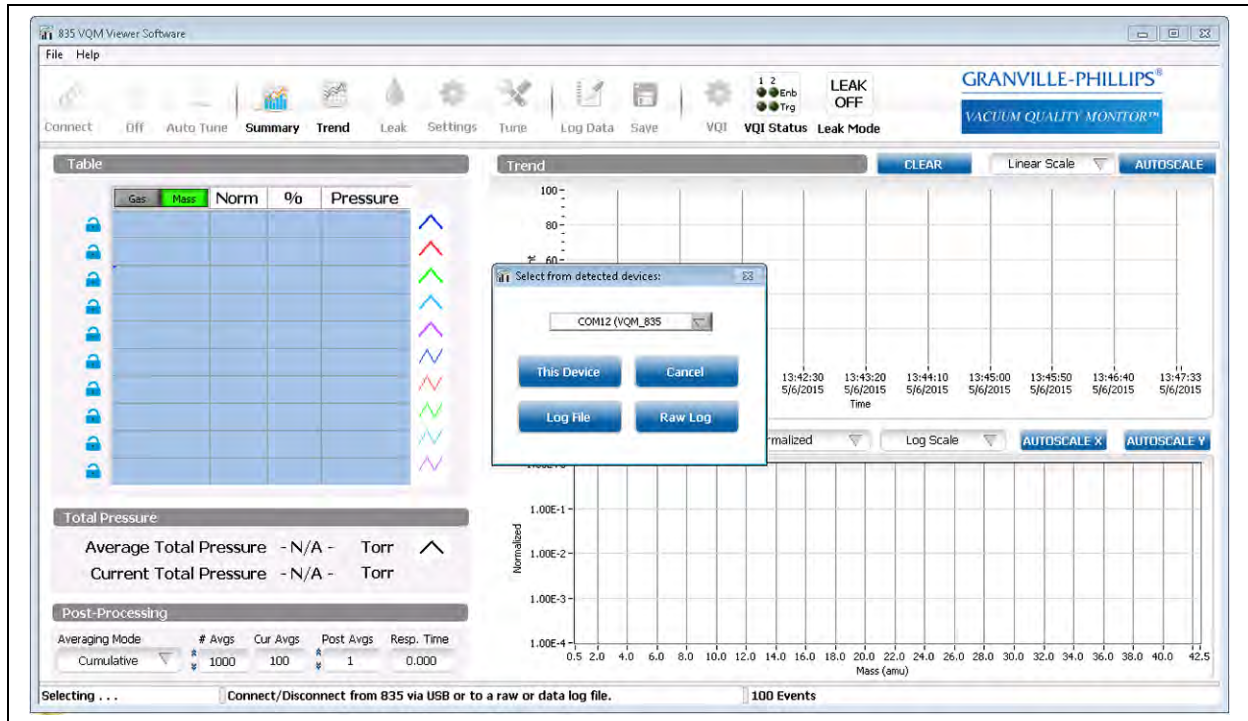 835 VQM Viewer Software
File Help
Connect Off Auto Tune Summary Trend Leak Settings Tune Log Data Save VQI
1 2
Enb
Trg
VQI Status
LEAK
OFF
Leak Mode
GRANVILLE-PHILLIPS®
VACUUM QUALITY MONITOR™
Table
Gas Mass Norm % Pressure
Trend CLEAR Linear Scale AUTOSCALE
100
80
60
Select from detected devices:
COM12 (VQM_835
This Device Cancel
Log File Raw Log
13:42:30 13:43:20 13:44:10 13:45:00 13:45:50 13:46:40 13:47:33
5/6/2015 5/6/2015 5/6/2015 5/6/2015 5/6/2015 5/6/2015 5/6/2015
Time
Log Scale AUTOSCALE X AUTOSCALE Y
1.00E-1
1.00E-2
1.00E-3
1.00E-4
Normalized
0.5 2.0 4.0 6.0 8.0 10.0 12.0 14.0 16.0 18.0 20.0 22.0 24.0 26.0 28.0 30.0 32.0 34.0 36.0 38.0 40.0 42.5
Mass (amu)
Total Pressure
Average Total Pressure - N/A - Torr
Current Total Pressure - N/A - Torr
Post-Processing
Averaging Mode # Avgs Cur Avgs Post Avgs Resp. Time
Cumulative 1000 100 1 0.000
Selecting . . . Connect/Disconnect from 835 via USB or to a raw or data log file. 100 Events